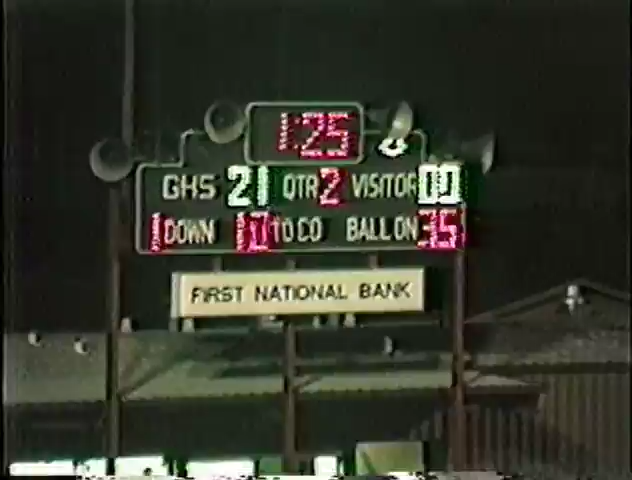 1:25
GHS 21 QTR 2 VISITOR 00
1 DOWN 10 TO GO BALL ON 35
FIRST NATIONAL BANK